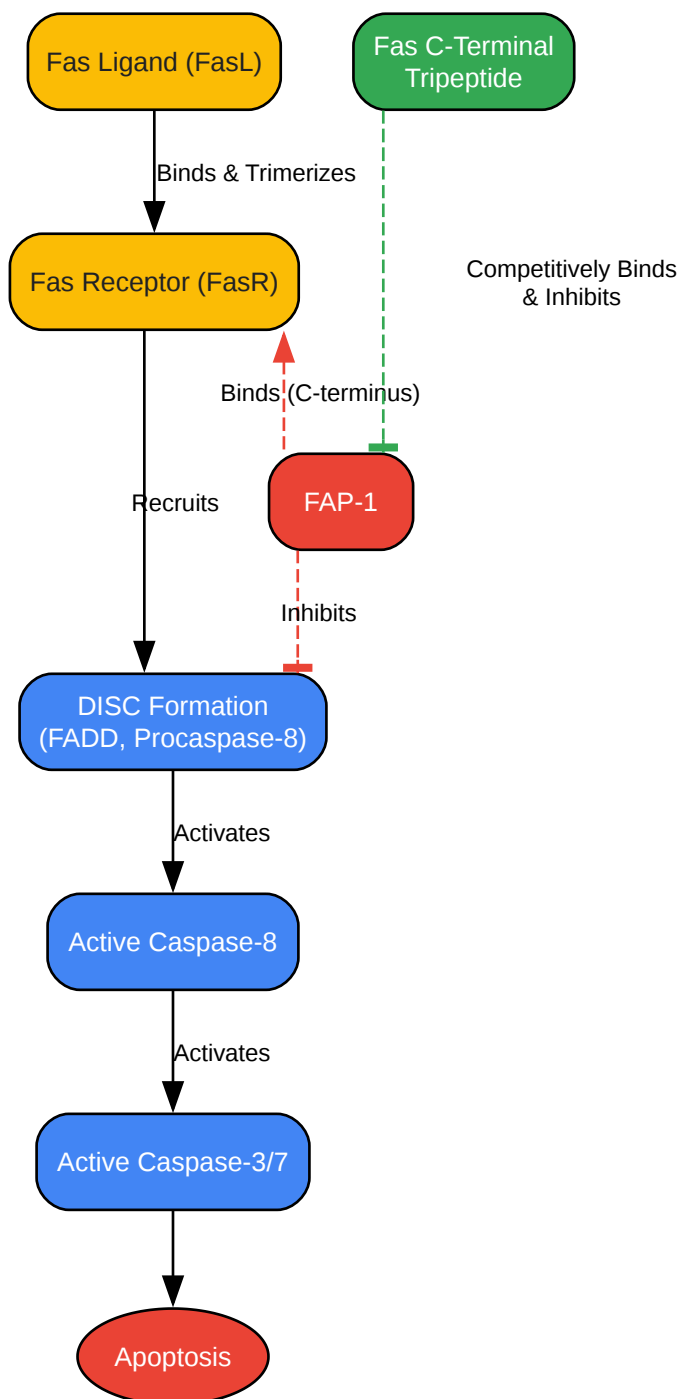 Fas Ligand (FasL)
Fas C-Terminal
Tripeptide
Binds & Trimerizes
Fas Receptor (FasR)
Competitively Binds
& Inhibits
Binds (C-terminus)
Recruits
FAP-1
Inhibits
DISC Formation
(FADD, Procaspase-8)
Activates
Active Caspase-8
Activates
Active Caspase-3/7
Apoptosis